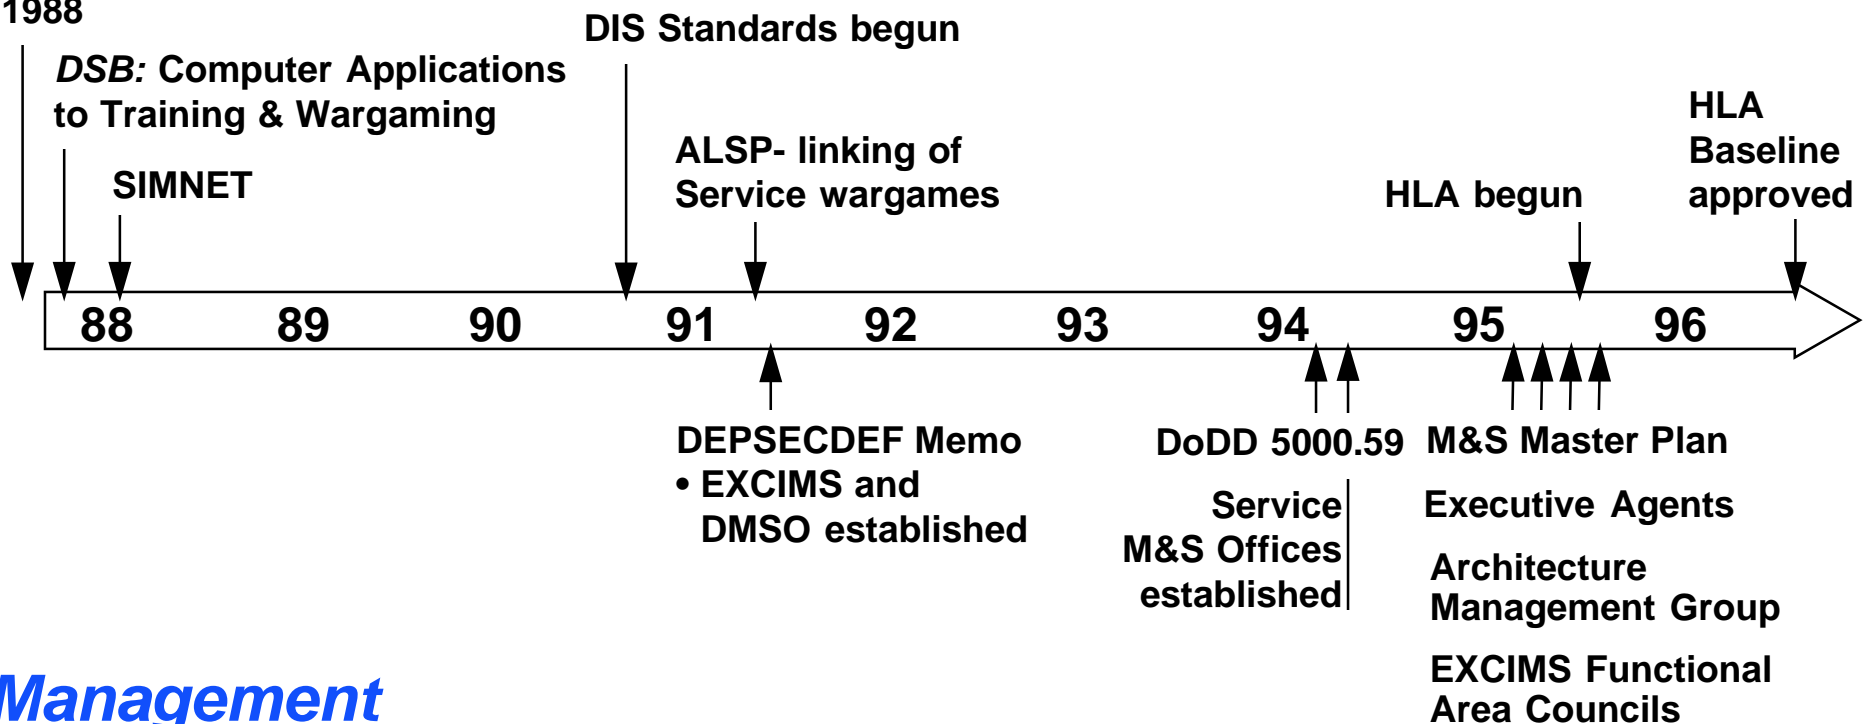 1988
DIS Standards begun
DSB: Computer Applications
to Training & Wargaming
HLA
Baseline
approved
ALSP- linking of
Service wargames
SIMNET
HLA begun
88 89 90 91 92 93 94 95 96
DEPSECDEF Memo
• EXCIMS and
DMSO established
DoDD 5000.59
Service
M&S Offices
established
M&S Master Plan
Executive Agents
Architecture
Management Group
EXCIMS Functional
Area Councils
Management